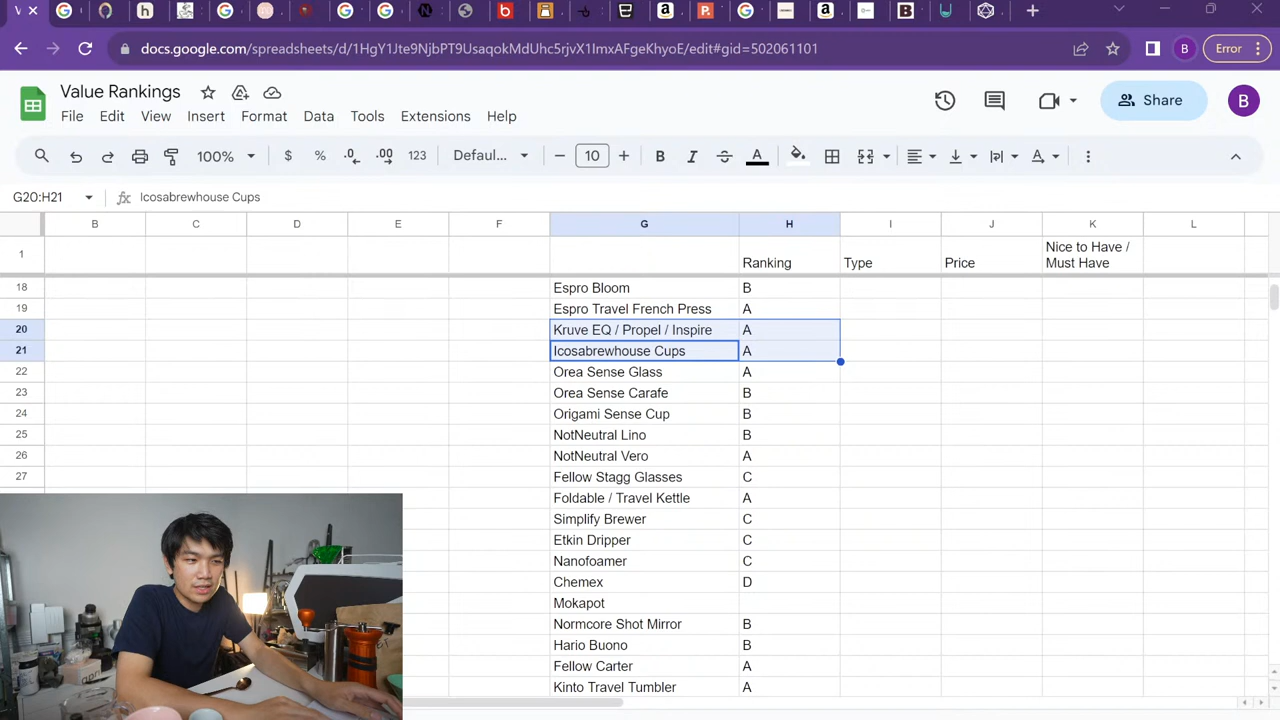 docs.google.com/spreadsheets/d/1HgY1Jte9NjbPT9UsaqokMdUhc5rjvX1ImxAFgeKhyoE/edit#gid=502061101
B
Error
Value Rankings
File Edit View Insert Format Data Tools Extensions Help
Share
B
100% $ % .0 .00 123 Defaul... 10 B I S A
G20:H21 fx Icosabrewhouse Cups
B C D E F G H I J K L
1 Ranking Type Price Nice to Have /
Must Have
18 Espro Bloom B
19 Espro Travel French Press A
20 Kruve EQ / Propel / Inspire A
21 Icosabrewhouse Cups A
22 Orea Sense Glass A
23 Orea Sense Carafe B
24 Origami Sense Cup B
25 NotNeutral Lino B
26 NotNeutral Vero A
27 Fellow Stagg Glasses C
Foldable / Travel Kettle A
Simplify Brewer C
Etkin Dripper C
Nanofoamer C
Chemex D
Mokapot
Normcore Shot Mirror B
Hario Buono B
Fellow Carter A
Kinto Travel Tumbler A